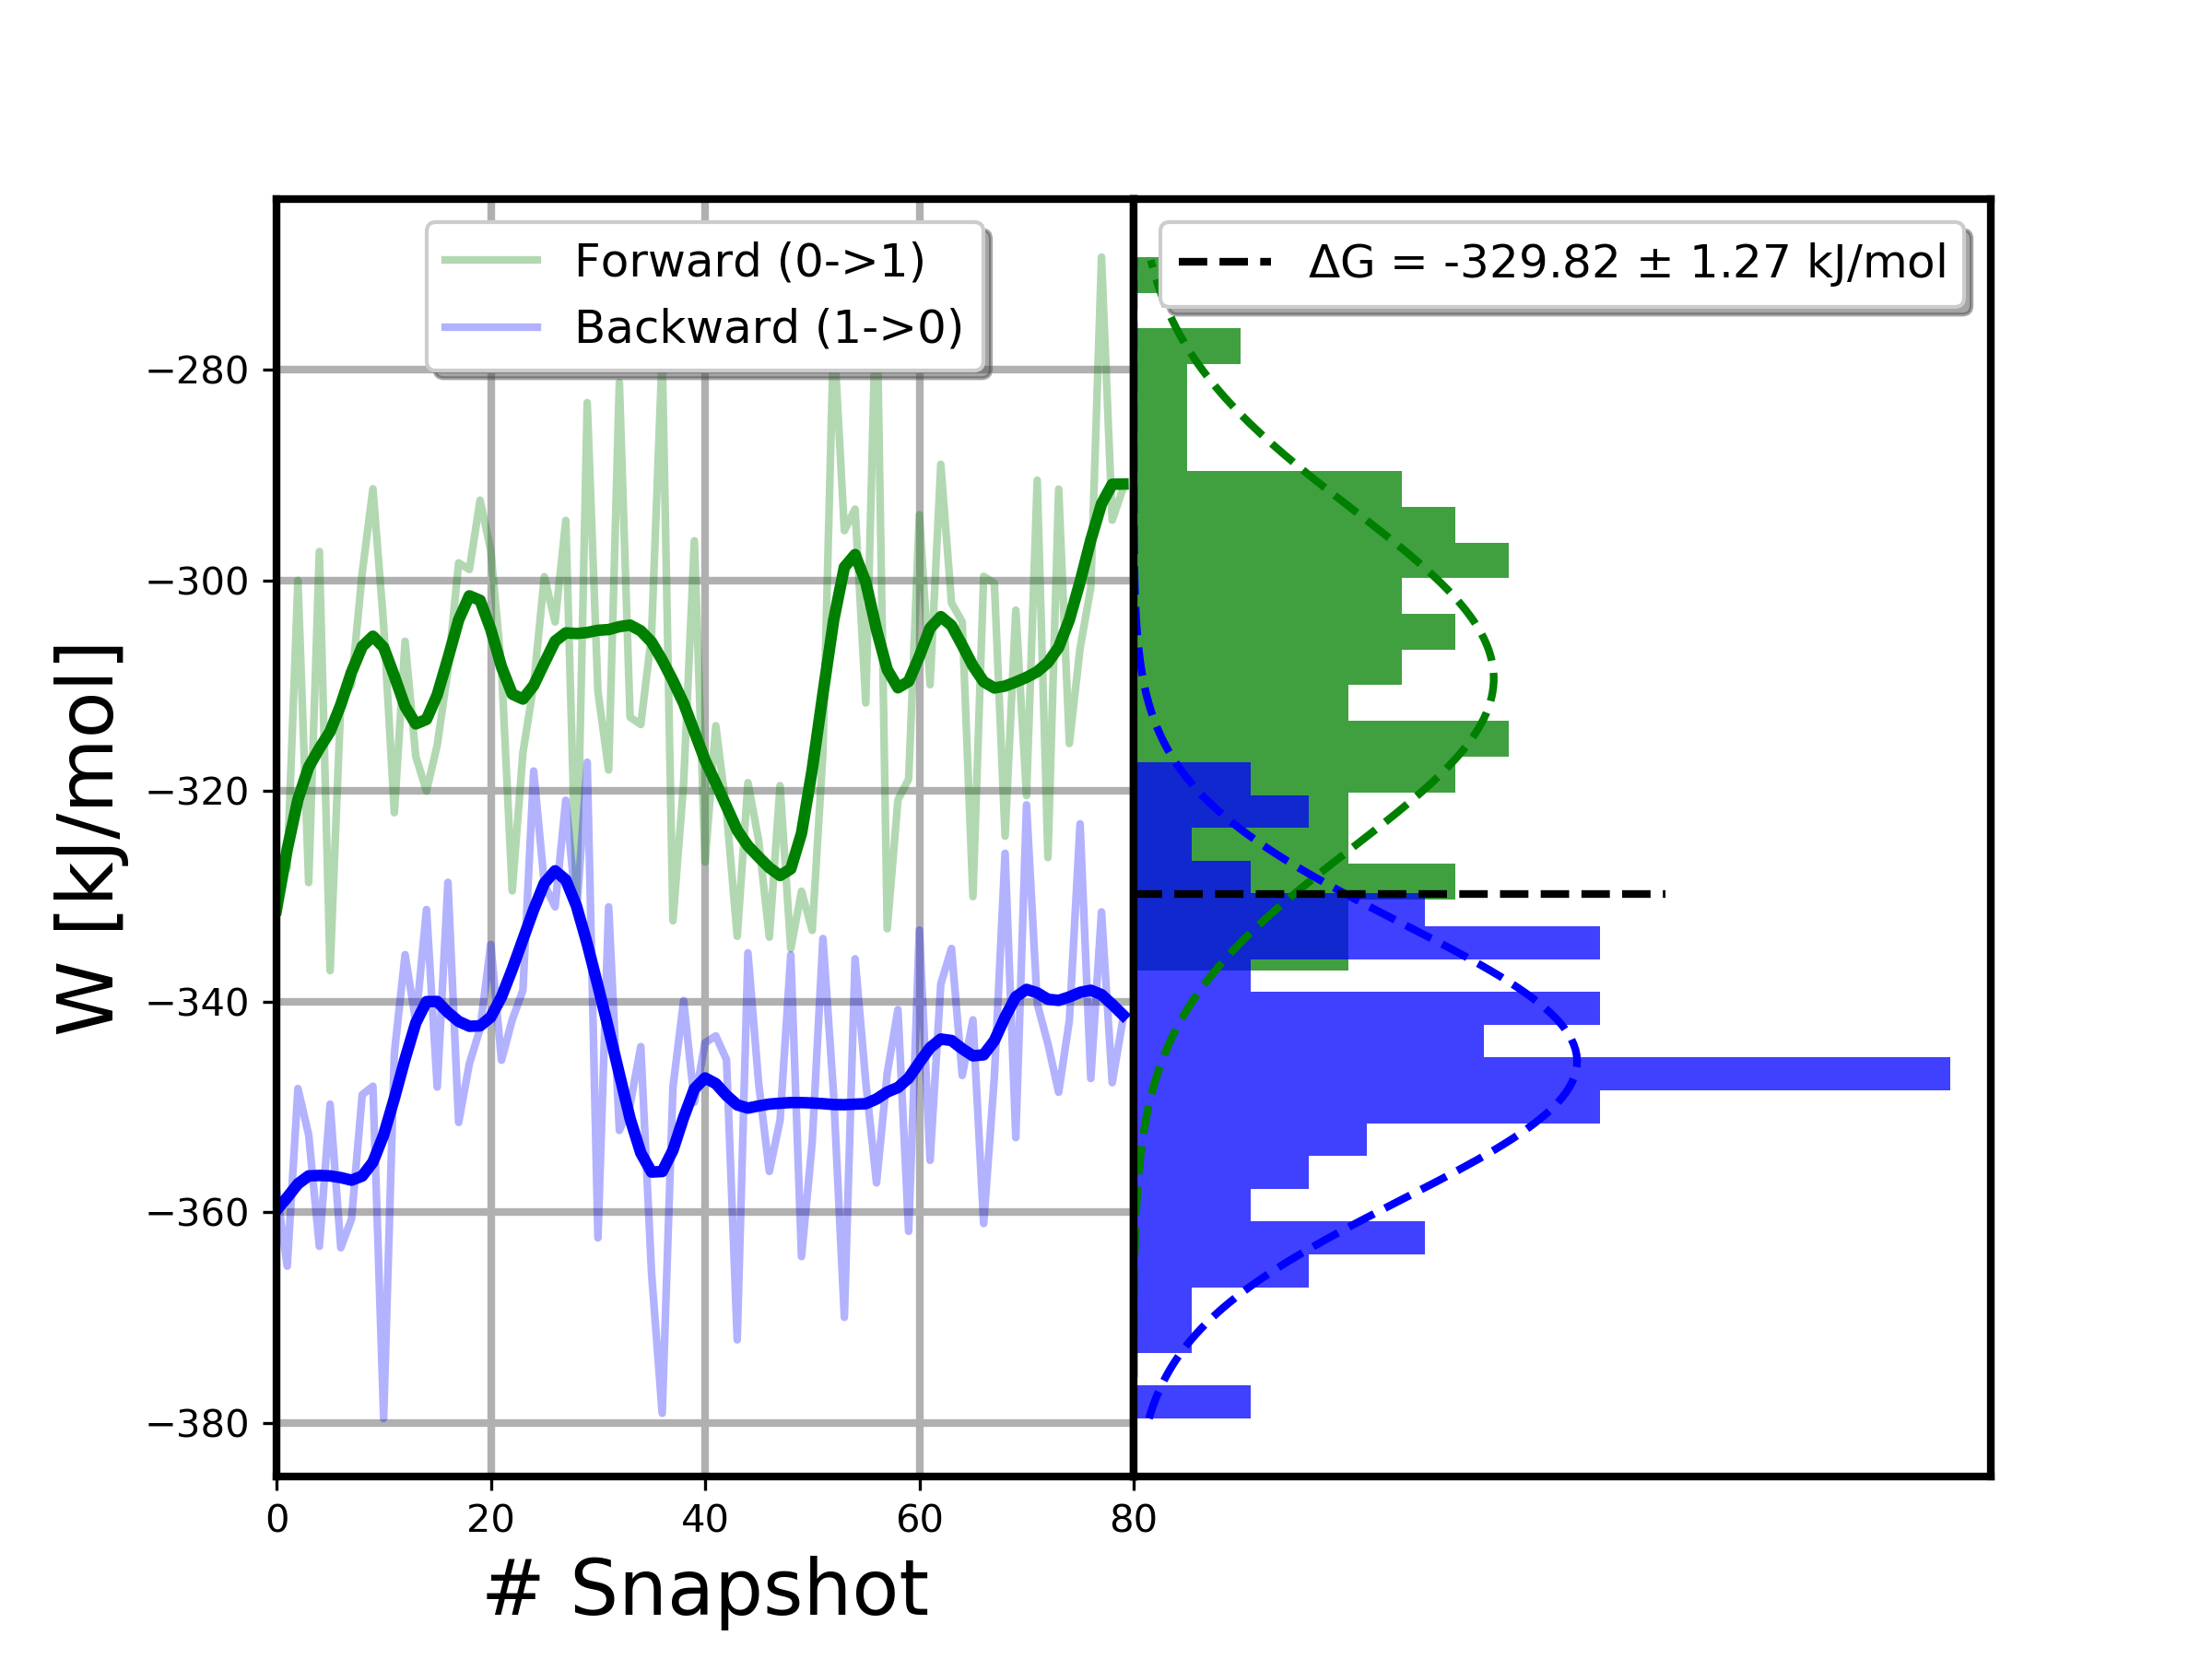 Forward (0->1)
Backward (1->0)
ΔG = -329.82 ± 1.27 kJ/mol
W [kJ/mol]
−280
−300
−320
−340
−360
−380
0 20 40 60 80
# Snapshot